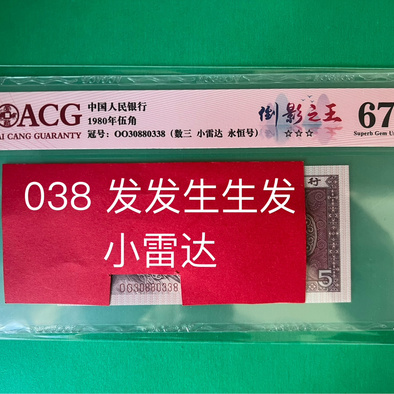 ACG
AI CANG GUARANTY
中国人民银行
1980年伍角
冠号：OO30880338（数三 小雷达 永恒号）
倒影之王
☆☆☆
67
Superb Gem U
038 发发生生发
小雷达
行
5
OO30880338